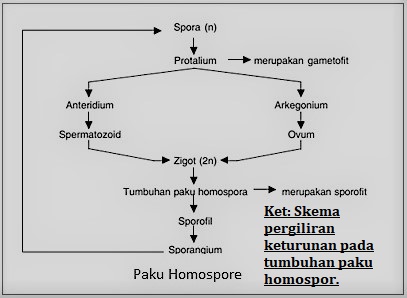 Spora (n)
Protalium merupakan gametofit
Anteridium Arkegonium
Spermatozoid Ovum
Zigot (2n)
Tumbuhan paku homospora merupakan sporofit
Sporofil
Sporangium
Paku Homospore
Ket: Skema
pergiliran
keturunan pada
tumbuhan paku
homospor.